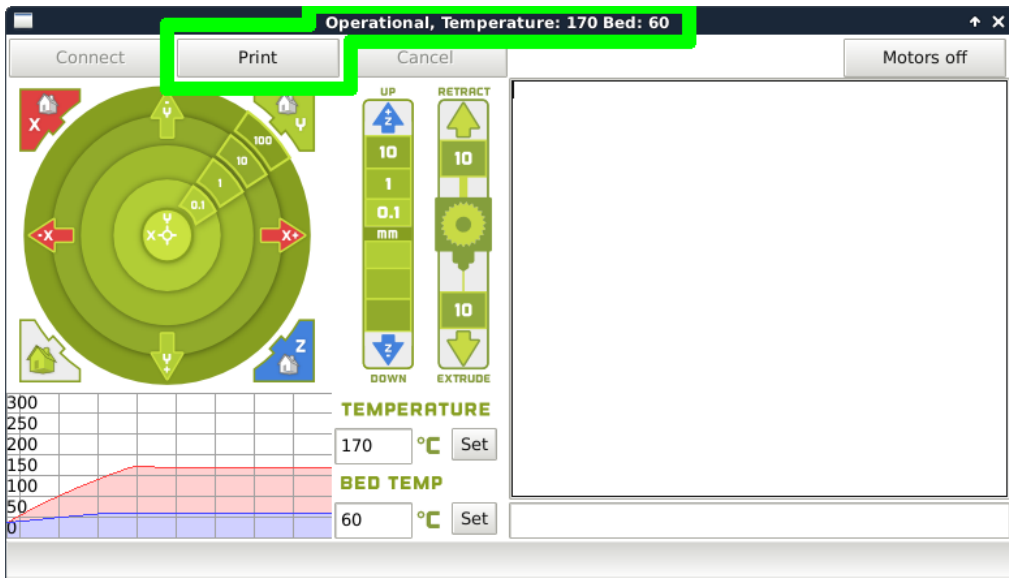 Operational, Temperature: 170 Bed: 60
Connect
Print
Cancel
Motors off
X
-Y
Y
100
10
1
0.1
Y
X
-X
X+
Y+
Z
UP
+Z
10
1
0.1
mm
Z-
DOWN
RETRACT
10
10
EXTRUDE
300
250
200
150
100
50
0
TEMPERATURE
170 °C Set
BED TEMP
60 °C Set